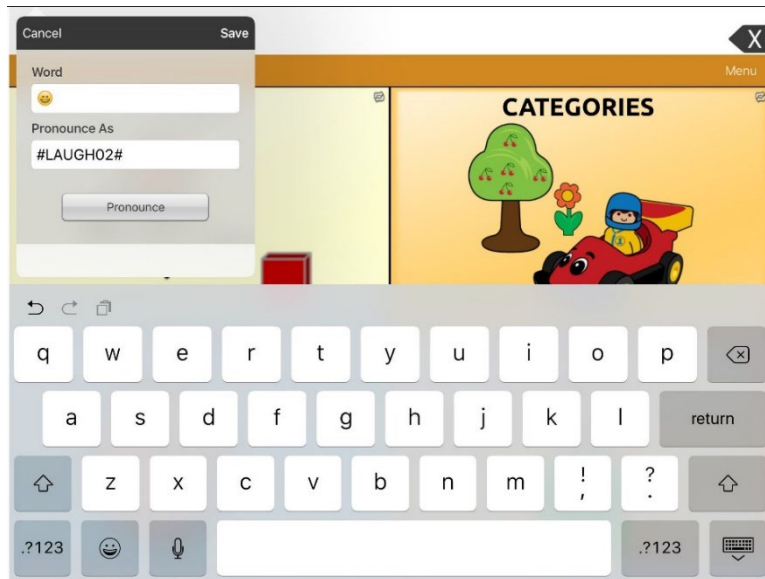 Cancel Save
X
Word
Menu
😀
CATEGORIES
Pronounce As
#LAUGH02#
Pronounce
q w e r t y u i o p
a s d f g h j k l return
z x c v b n m ! , ? .
.?123 .?123